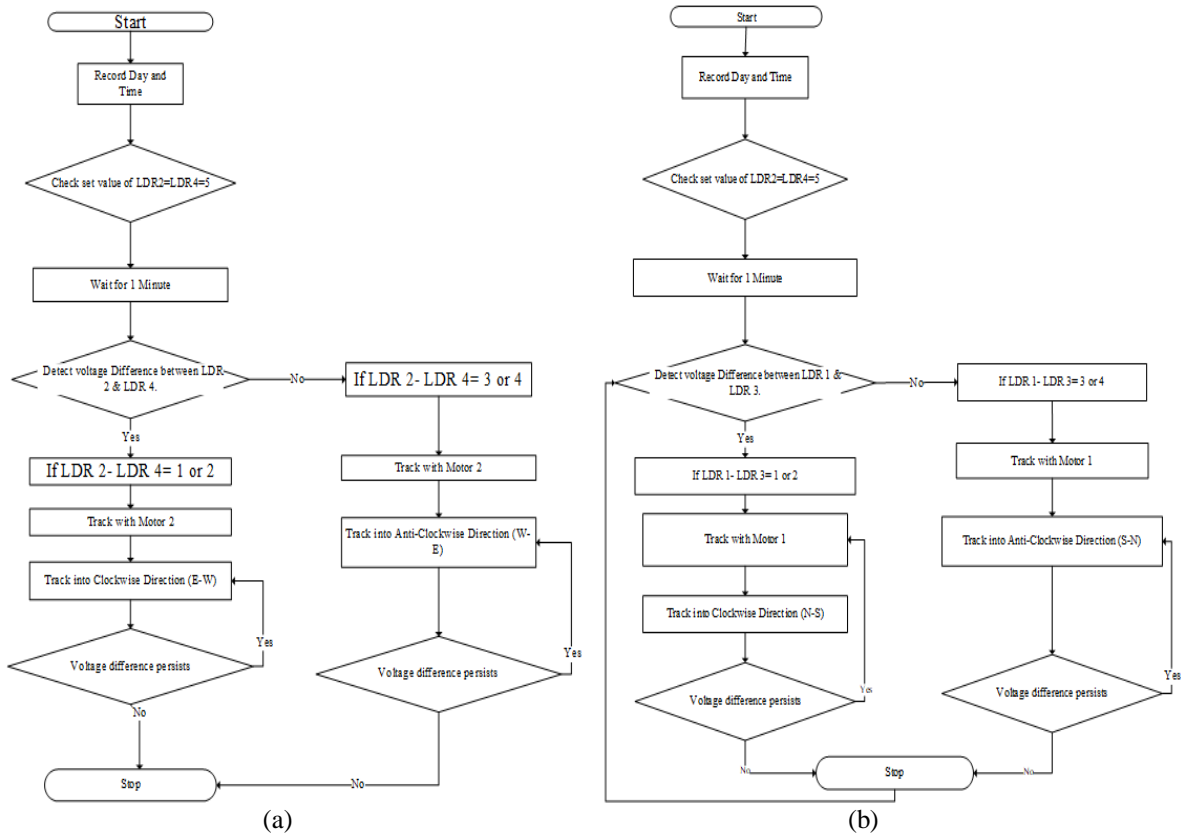 Start
Record Day and
Time
Check set value of LDR2=LDR4=5
Wait for 1 Minute
Detect voltage Difference between LDR
2 & LDR 4.
No
If LDR 2- LDR 4= 3 or 4
Yes
If LDR 2- LDR 4= 1 or 2
Track with Motor 2
Track with Motor 2
Track into Anti-Clockwise Direction (W-
E)
Track into Clockwise Direction (E-W)
Yes
Voltage difference persists
Yes
Voltage difference persists
No
Stop
No
(a)
Start
Record Day and Time
Check set value of LDR2=LDR4=5
Wait for 1 Minute
Detect voltage Difference between LDR 1 &
LDR 3.
No
If LDR 1- LDR 3= 3 or 4
Yes
If LDR 1- LDR 3= 1 or 2
Track with Motor 1
Track with Motor 1
Track into Anti-Clockwise Direction (S-N)
Track into Clockwise Direction (N-S)
Yes
Voltage difference persists
Yes
Voltage difference persists
No
Stop
No
(b)